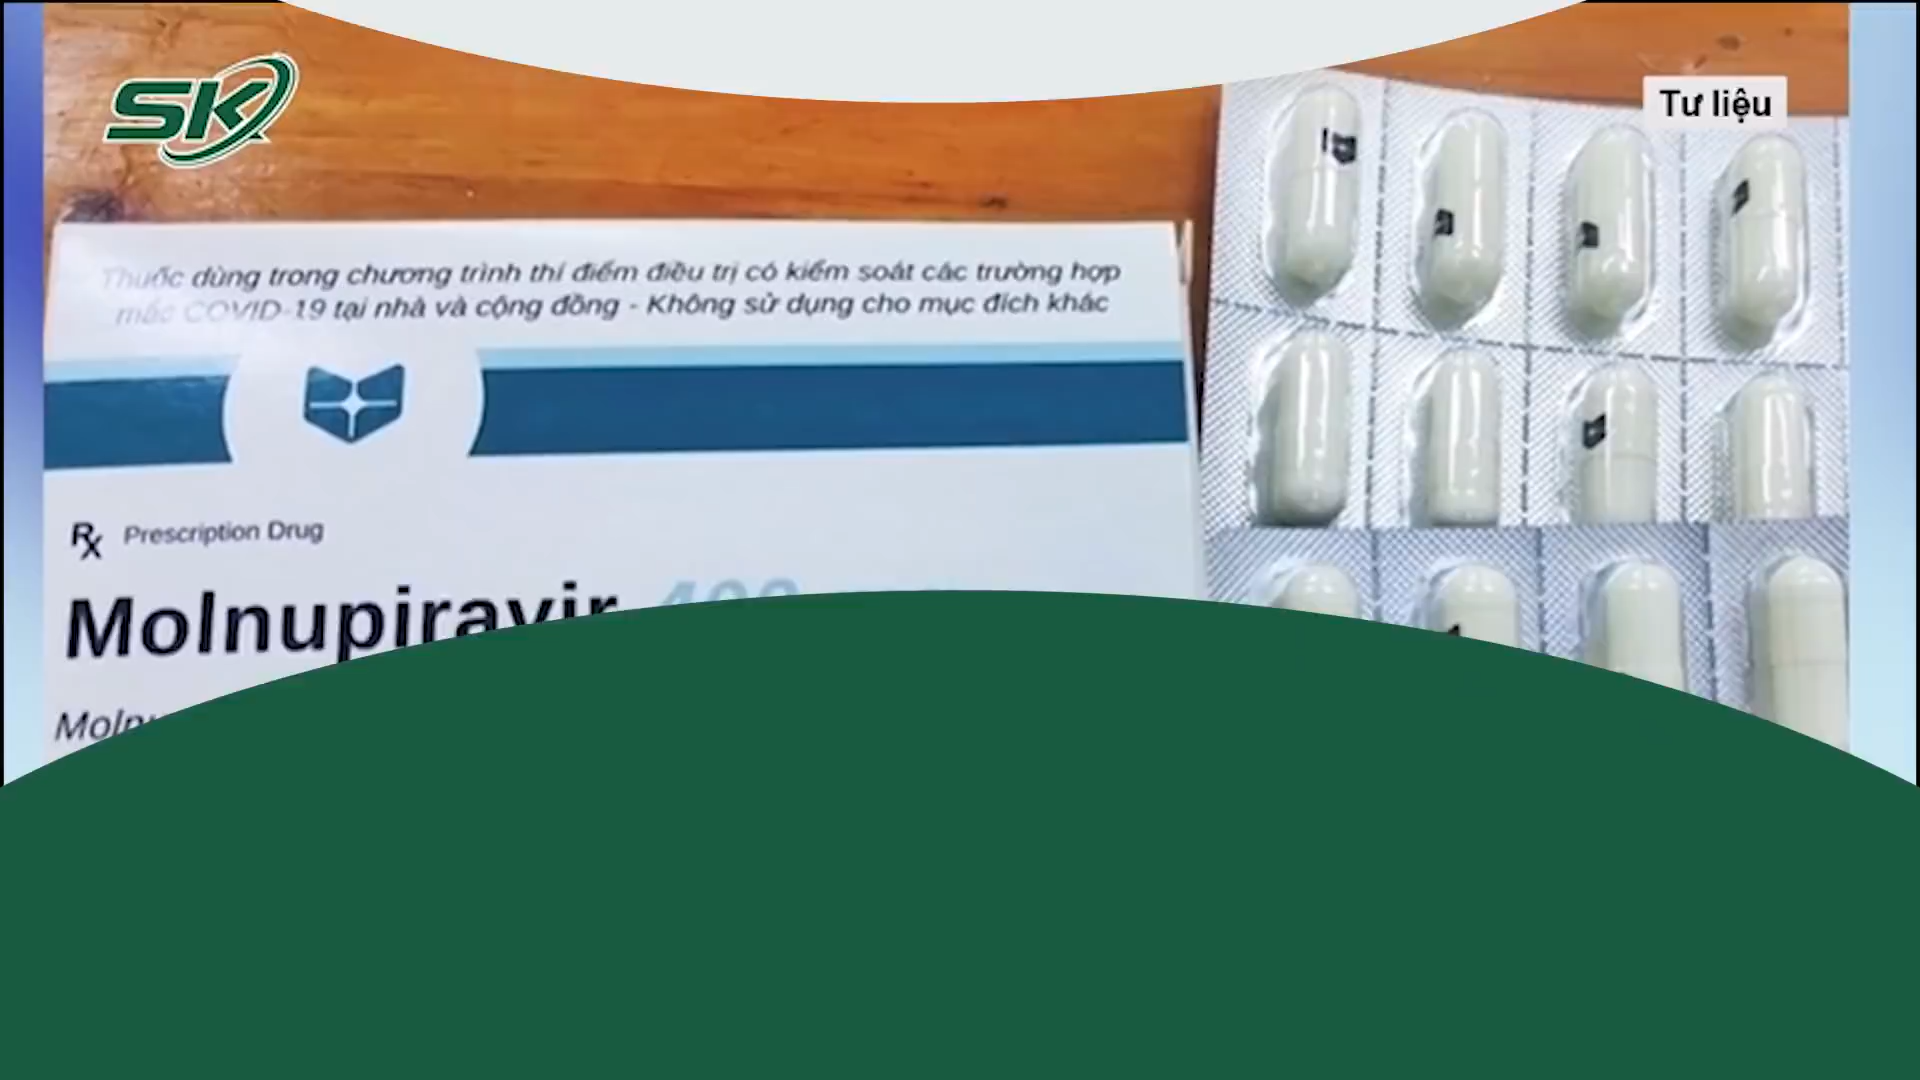 SK
Tư liệu
Thuốc dùng trong chương trình thí điểm điều trị có kiểm soát các trường hợp
mắc COVID-19 tại nhà và cộng đồng - Không sử dụng cho mục đích khác
Rx Prescription Drug
Molnupiravir 400